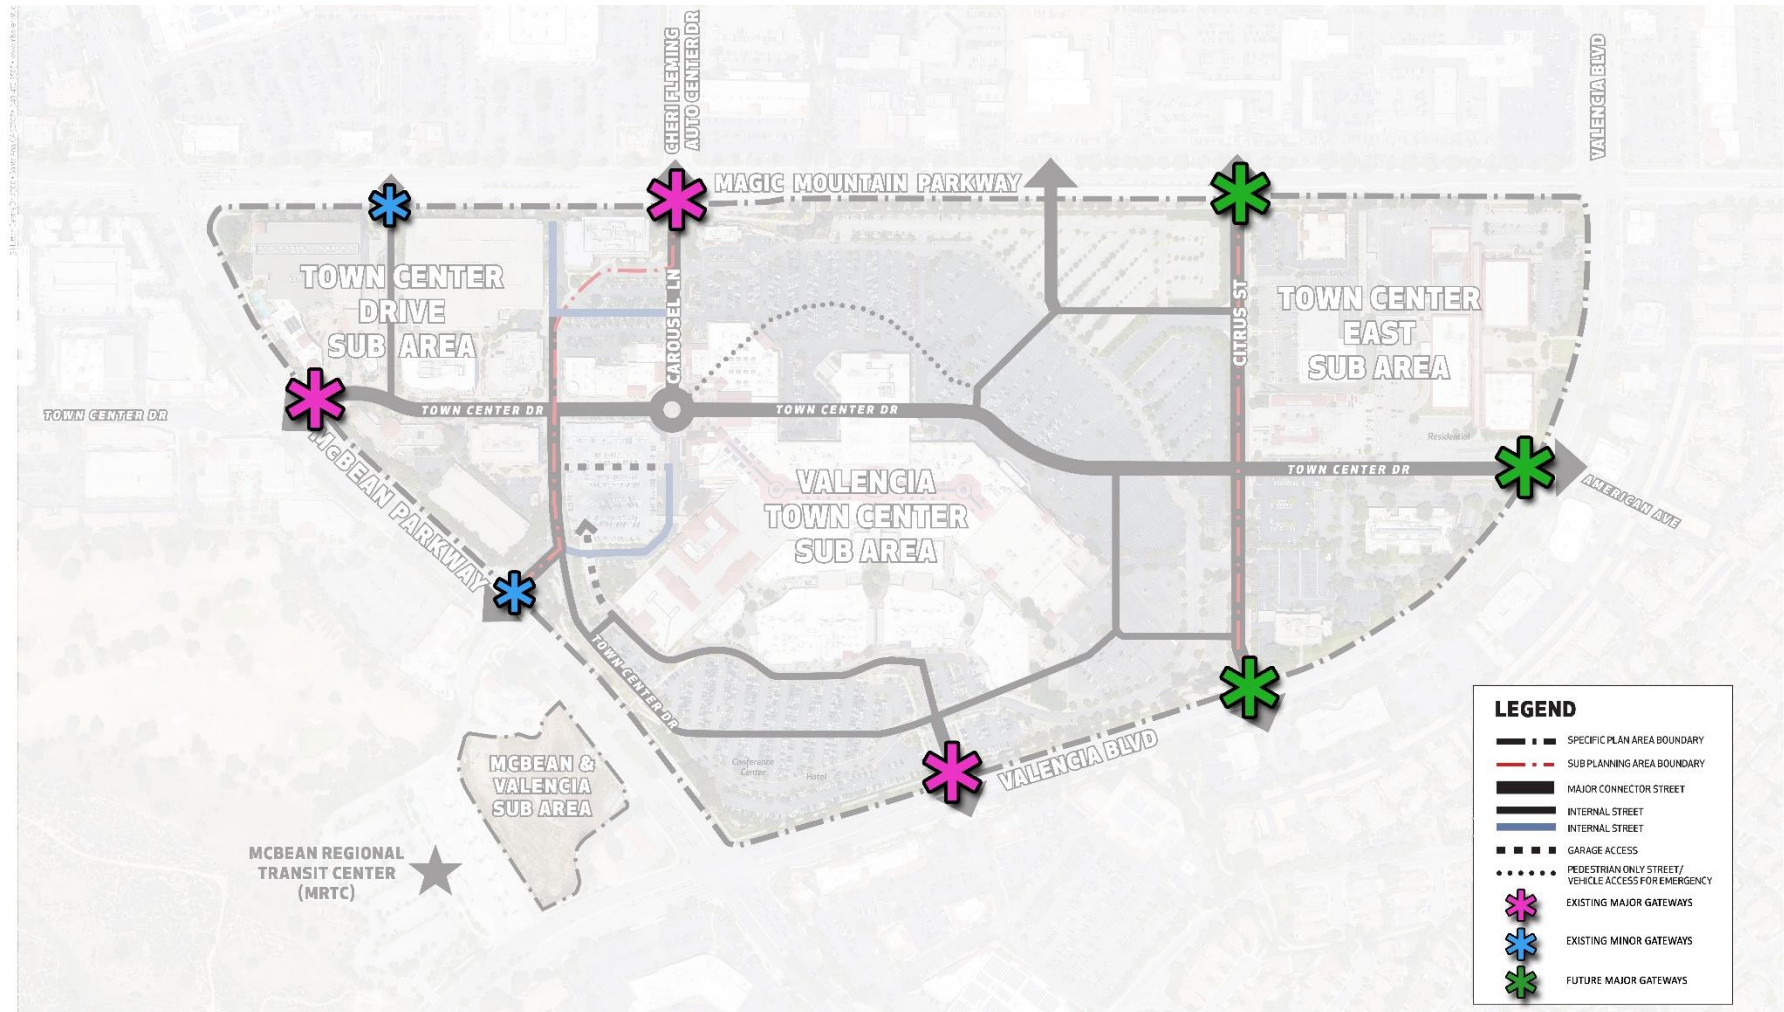 CHERI FLEMING
AUTO CENTER DR
VALENCIA BLVD
MAGIC MOUNTAIN PARKWAY
TOWN CENTER
DRIVE
SUB AREA
CAROUSEL LN
CITRUS ST
TOWN CENTER
EAST
SUB AREA
TOWN CENTER DR
TOWN CENTER DR
TOWN CENTER DR
McBEAN PARKWAY
Residential
TOWN CENTER DR
AMERICAN AVE
VALENCIA
TOWN CENTER
SUB AREA
TOWN CENTER DR
Conference
Center
Hotel
VALENCIA BLVD
MCBEAN &
VALENCIA
SUB AREA
MCBEAN REGIONAL
TRANSIT CENTER
(MRTC)
LEGEND
SPECIFIC PLAN AREA BOUNDARY
SUB PLANNING AREA BOUNDARY
MAJOR CONNECTOR STREET
INTERNAL STREET
INTERNAL STREET
GARAGE ACCESS
PEDESTRIAN ONLY STREET/
VEHICLE ACCESS FOR EMERGENCY
EXISTING MAJOR GATEWAYS
EXISTING MINOR GATEWAYS
FUTURE MAJOR GATEWAYS